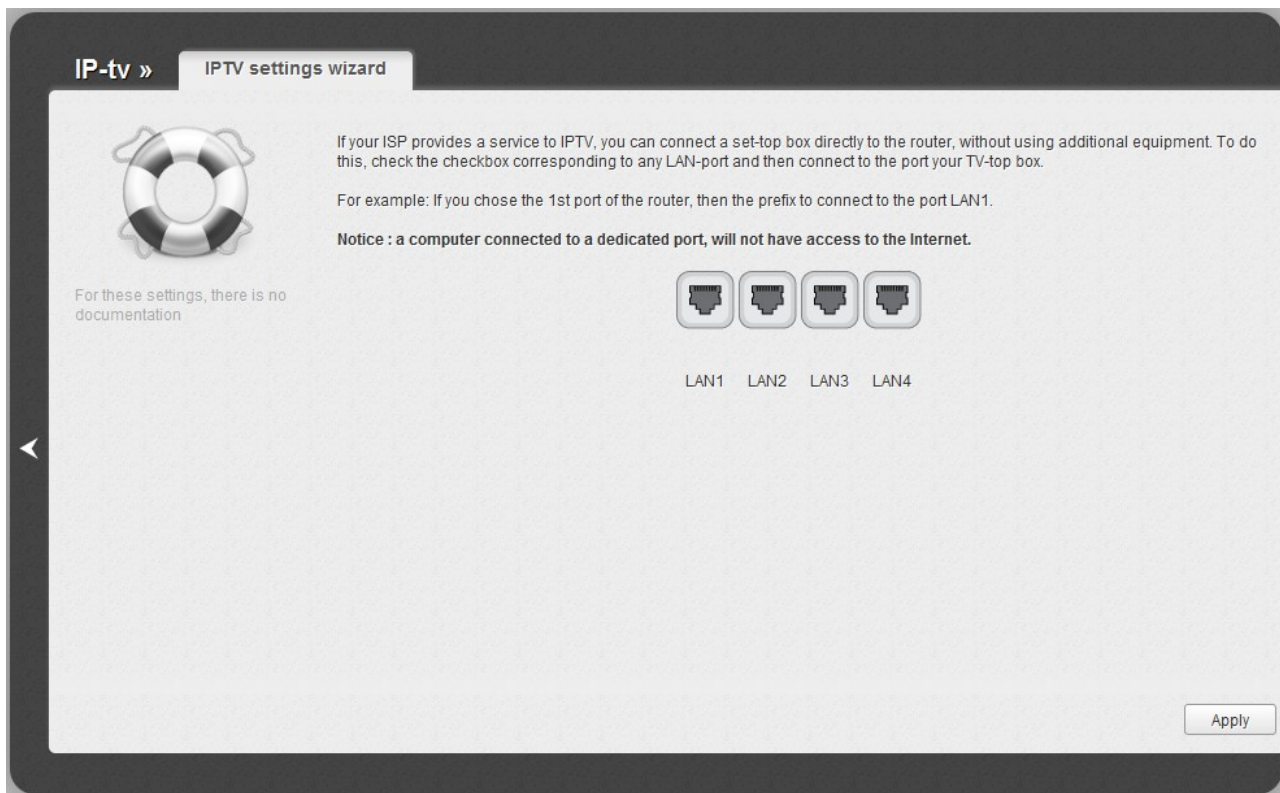 IP-tv »
IPTV settings wizard
If your ISP provides a service to IPTV, you can connect a set-top box directly to the router, without using additional equipment. To do
this, check the checkbox corresponding to any LAN-port and then connect to the port your TV-top box.
For example: If you chose the 1st port of the router, then the prefix to connect to the port LAN1.
Notice : a computer connected to a dedicated port, will not have access to the Internet.
For these settings, there is no
documentation
LAN1 LAN2 LAN3 LAN4
Apply